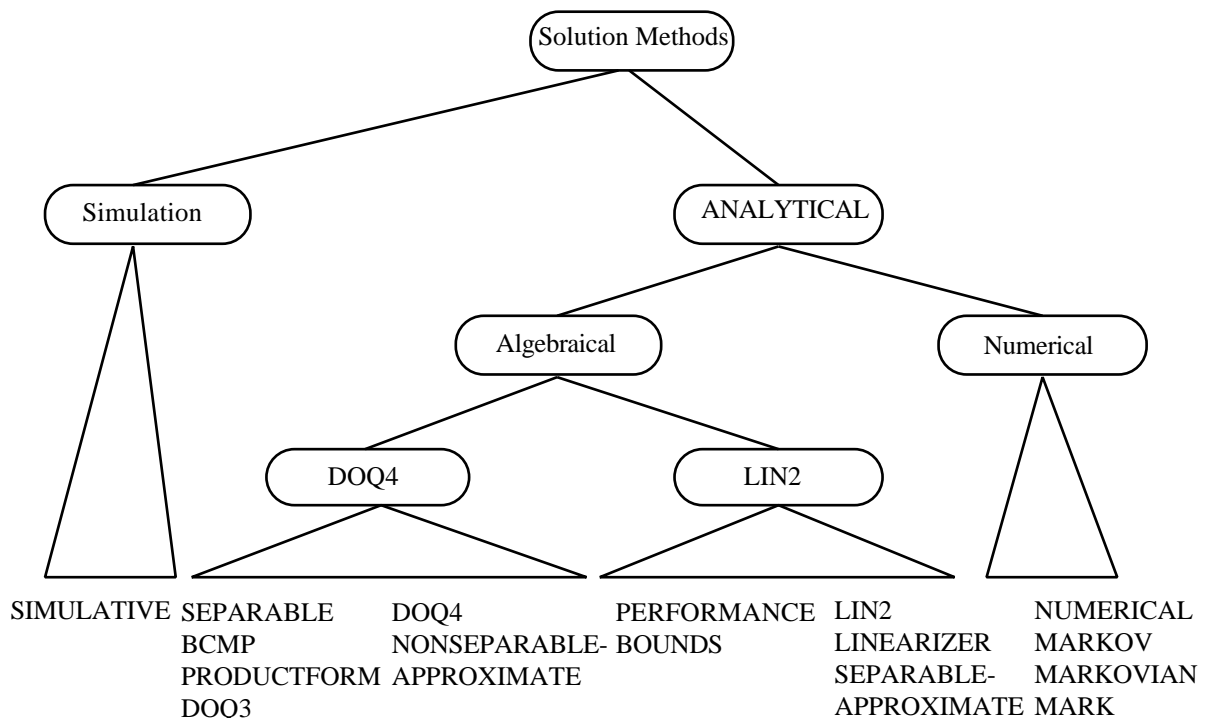 Solution Methods
Simulation
ANALYTICAL
Algebraical
Numerical
DOQ4
LIN2
SIMULATIVE
SEPARABLE
BCMP
PRODUCTFORM
DOQ3
DOQ4
NONSEPARABLE-
APPROXIMATE
PERFORMANCE
BOUNDS
LIN2
LINEARIZER
SEPARABLE-
APPROXIMATE
NUMERICAL
MARKOV
MARKOVIAN
MARK